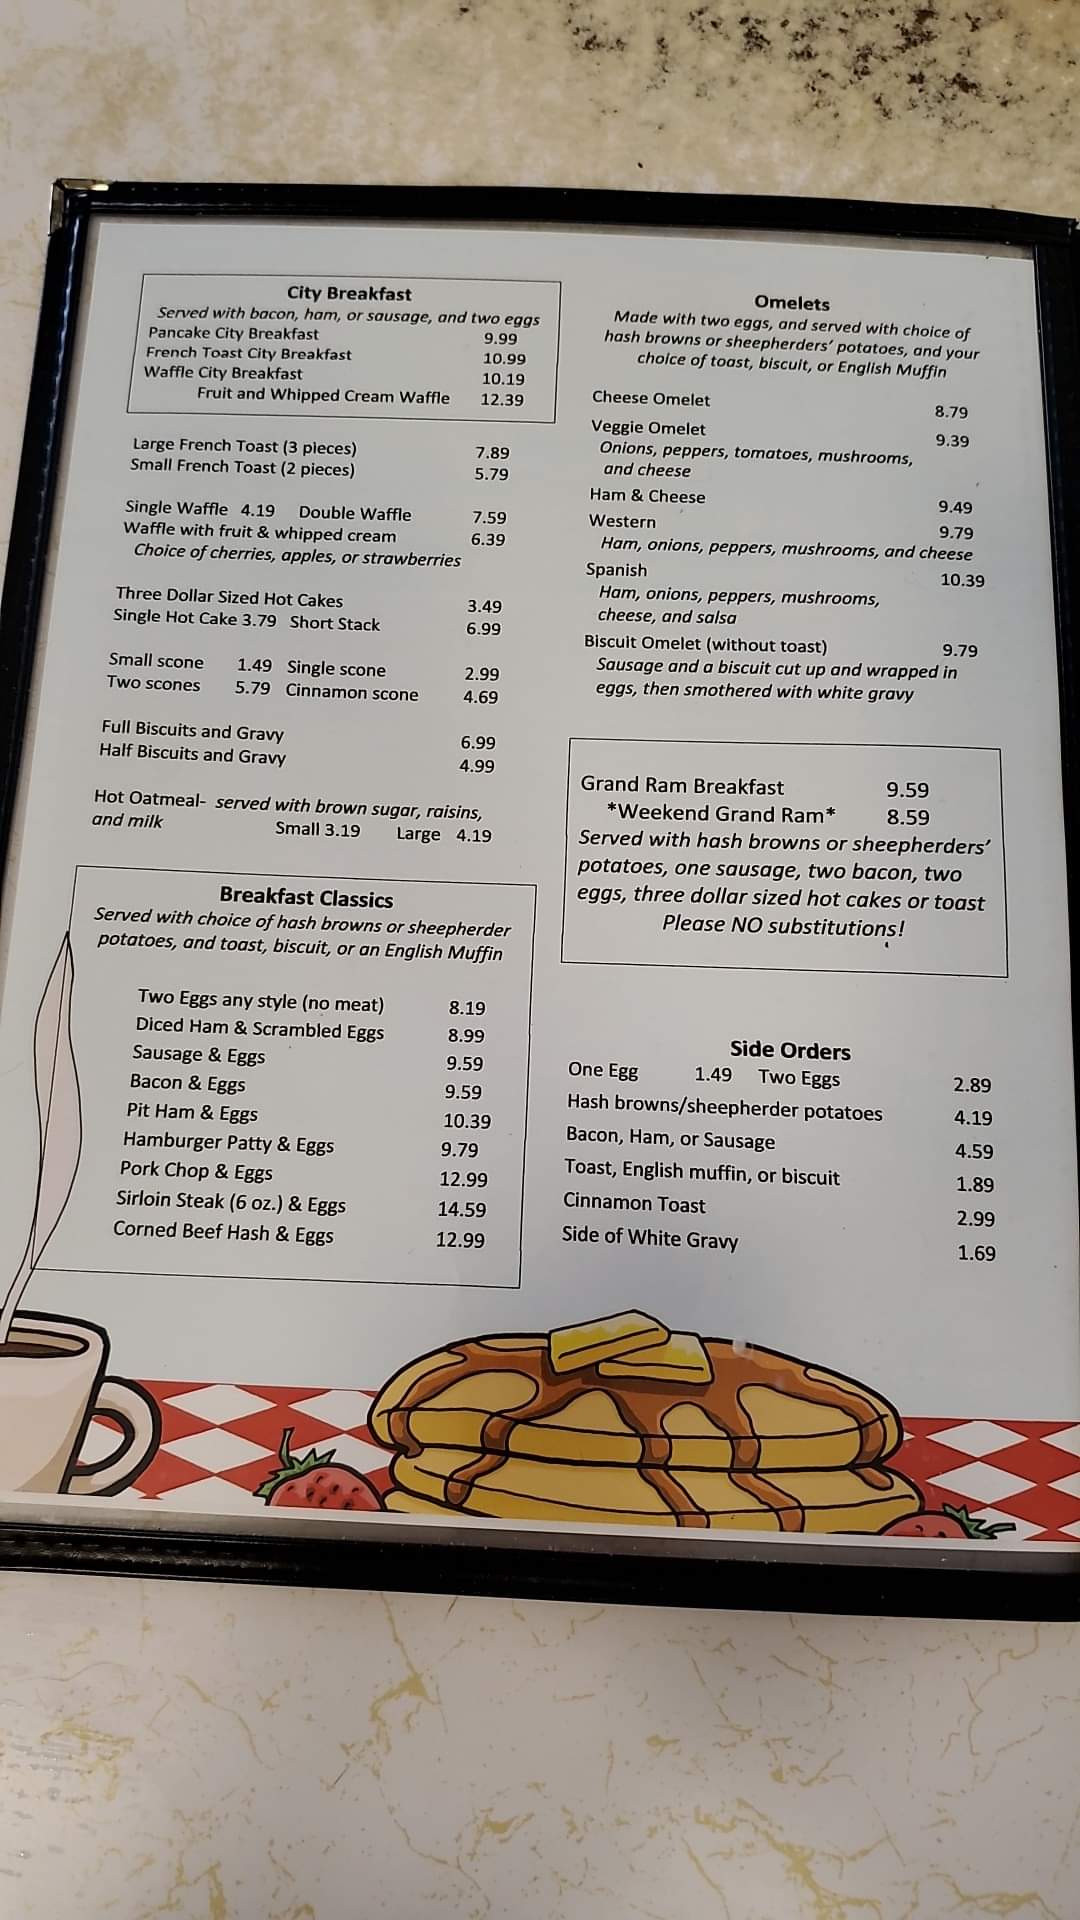 City Breakfast
Served with bacon, ham, or sausage, and two eggs
Pancake City Breakfast 9.99
French Toast City Breakfast 10.99
Waffle City Breakfast 10.19
Fruit and Whipped Cream Waffle 12.39
Large French Toast (3 pieces) 7.89
Small French Toast (2 pieces) 5.79
Single Waffle 4.19 Double Waffle 7.59
Waffle with fruit & whipped cream 6.39
Choice of cherries, apples, or strawberries
Three Dollar Sized Hot Cakes 3.49
Single Hot Cake 3.79 Short Stack 6.99
Small scone 1.49 Single scone 2.99
Two scones 5.79 Cinnamon scone 4.69
Full Biscuits and Gravy 6.99
Half Biscuits and Gravy 4.99
Hot Oatmeal- served with brown sugar, raisins,
and milk Small 3.19 Large 4.19
Breakfast Classics
Served with choice of hash browns or sheepherder
potatoes, and toast, biscuit, or an English Muffin
Two Eggs any style (no meat) 8.19
Diced Ham & Scrambled Eggs 8.99
Sausage & Eggs 9.59
Bacon & Eggs 9.59
Pit Ham & Eggs 10.39
Hamburger Patty & Eggs 9.79
Pork Chop & Eggs 12.99
Sirloin Steak (6 oz.) & Eggs 14.59
Corned Beef Hash & Eggs 12.99
Omelets
Made with two eggs, and served with choice of
hash browns or sheepherders' potatoes, and your
choice of toast, biscuit, or English Muffin
Cheese Omelet 8.79
Veggie Omelet 9.39
Onions, peppers, tomatoes, mushrooms,
and cheese
Ham & Cheese 9.49
Western 9.79
Ham, onions, peppers, mushrooms, and cheese
Spanish 10.39
Ham, onions, peppers, mushrooms,
cheese, and salsa
Biscuit Omelet (without toast) 9.79
Sausage and a biscuit cut up and wrapped in
eggs, then smothered with white gravy
Grand Ram Breakfast 9.59
*Weekend Grand Ram* 8.59
Served with hash browns or sheepherders'
potatoes, one sausage, two bacon, two
eggs, three dollar sized hot cakes or toast
Please NO substitutions!
Side Orders
One Egg 1.49 Two Eggs 2.89
Hash browns/sheepherder potatoes 4.19
Bacon, Ham, or Sausage 4.59
Toast, English muffin, or biscuit 1.89
Cinnamon Toast 2.99
Side of White Gravy 1.69